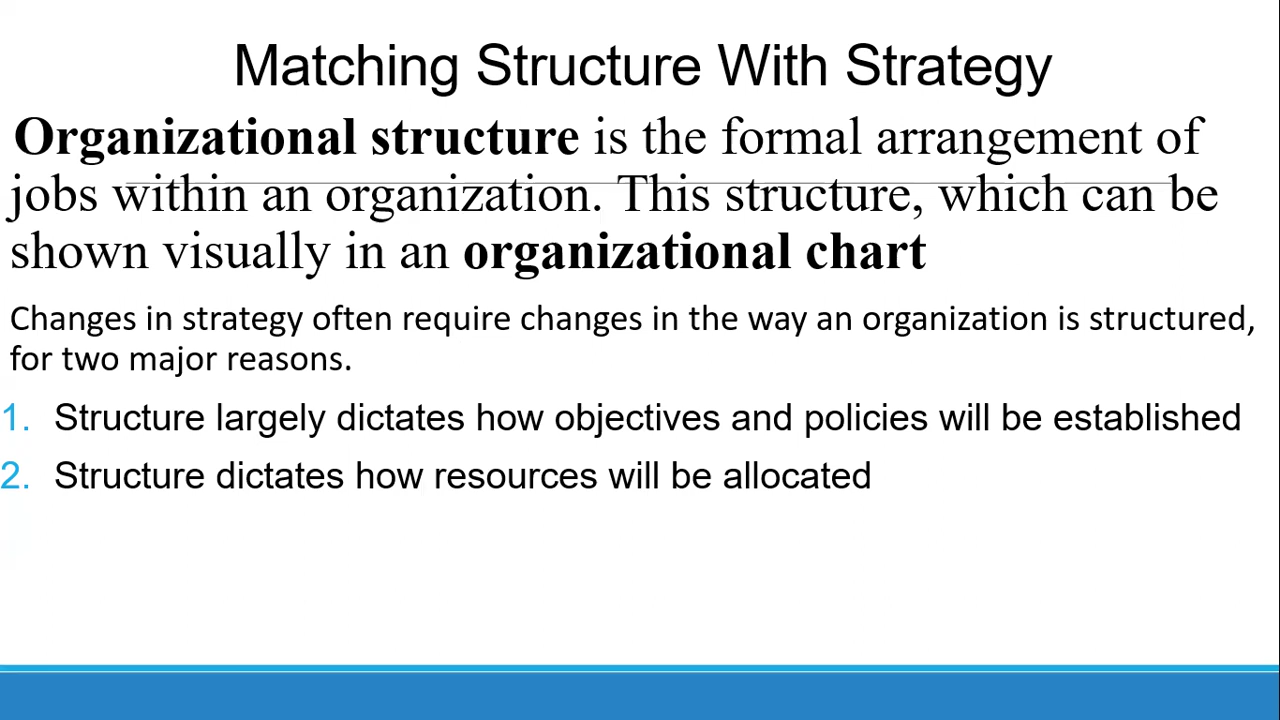 Matching Structure With Strategy
Organizational structure is the formal arrangement of
jobs within an organization. This structure, which can be
shown visually in an organizational chart
Changes in strategy often require changes in the way an organization is structured,
for two major reasons.
1. Structure largely dictates how objectives and policies will be established
2. Structure dictates how resources will be allocated